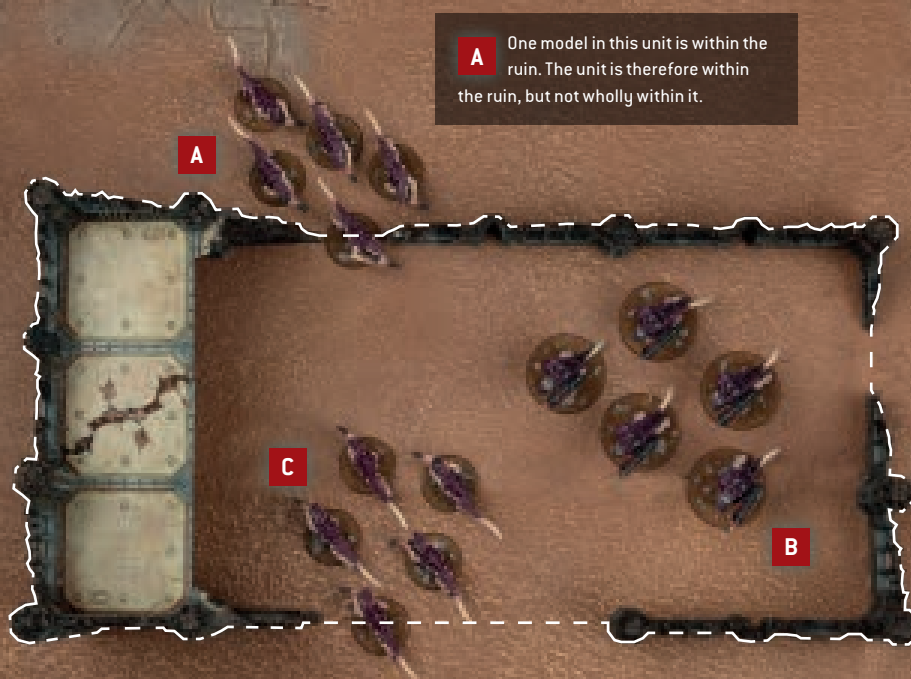 A One model in this unit is within the
ruin. The unit is therefore within
the ruin, but not wholly within it.
A
C
B